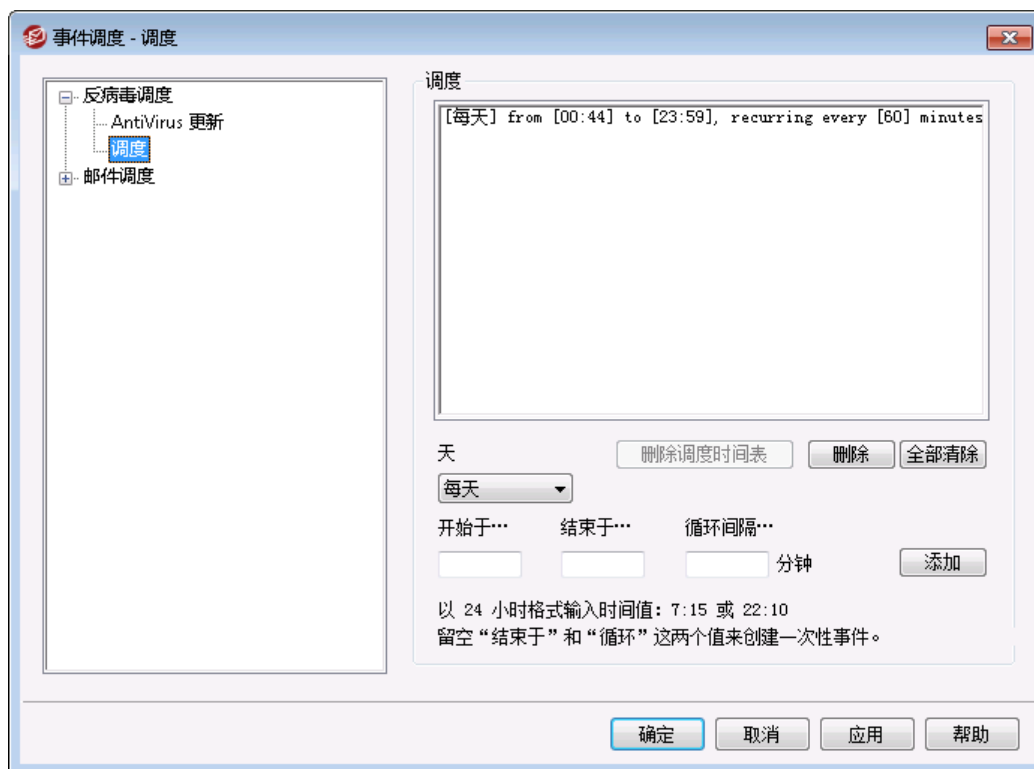 事件调度 - 调度
反病毒调度
AntiVirus 更新
调度
邮件调度
调度
[每天] from [00:44] to [23:59], recurring every [60] minutes
天
删除调度时间表
删除
全部清除
每天
开始于…
结束于…
循环间隔…
分钟
添加
以 24 小时格式输入时间值: 7:15 或 22:10
留空“结束于”和“循环”这两个值来创建一次性事件。
确定
取消
应用
帮助